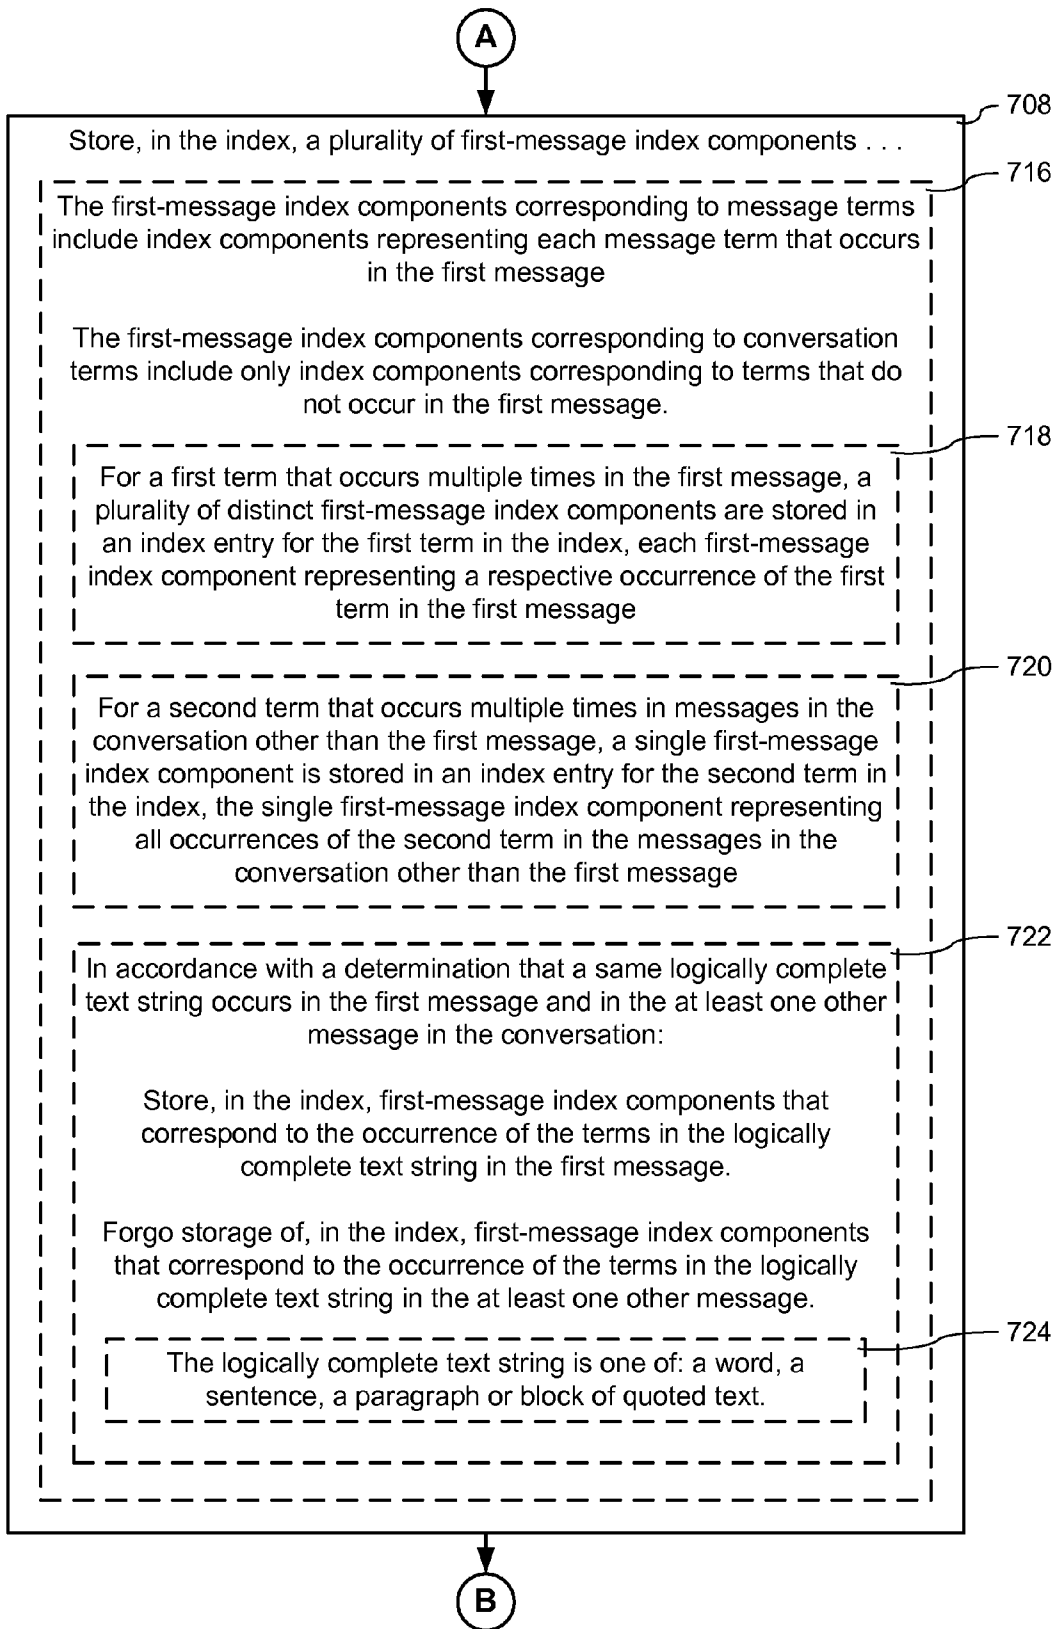 A
708
Store, in the index, a plurality of first-message index components . . .
716
The first-message index components corresponding to message terms
include index components representing each message term that occurs
in the first message
The first-message index components corresponding to conversation
terms include only index components corresponding to terms that do
not occur in the first message.
718
For a first term that occurs multiple times in the first message, a
plurality of distinct first-message index components are stored in
an index entry for the first term in the index, each first-message
index component representing a respective occurrence of the first
term in the first message
720
For a second term that occurs multiple times in messages in the
conversation other than the first message, a single first-message
index component is stored in an index entry for the second term in
the index, the single first-message index component representing
all occurrences of the second term in the messages in the
conversation other than the first message
722
In accordance with a determination that a same logically complete
text string occurs in the first message and in the at least one other
message in the conversation:
Store, in the index, first-message index components that
correspond to the occurrence of the terms in the logically
complete text string in the first message.
Forgo storage of, in the index, first-message index components
that correspond to the occurrence of the terms in the logically
complete text string in the at least one other message.
724
The logically complete text string is one of: a word, a
sentence, a paragraph or block of quoted text.
B